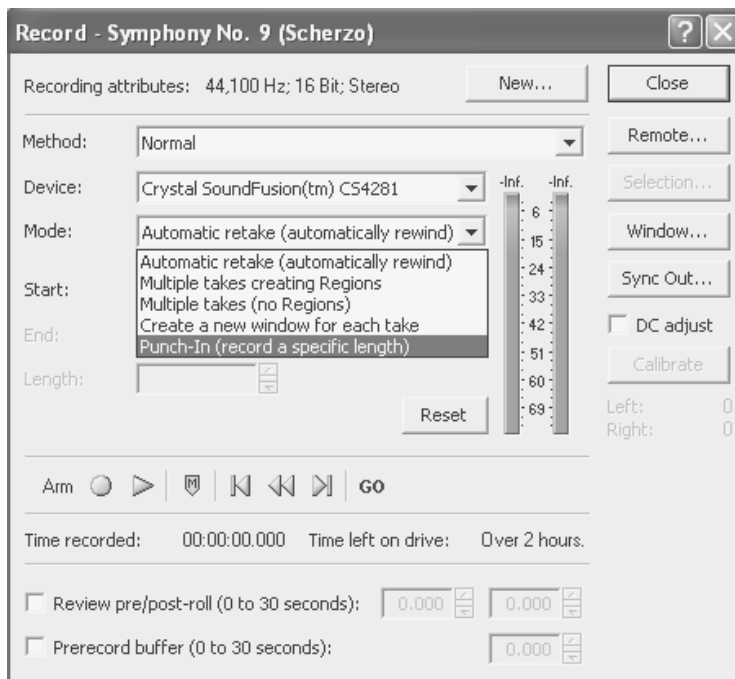 Record - Symphony No. 9 (Scherzo)
Recording attributes: 44,100 Hz; 16 Bit; Stereo New... Close
Method: Normal Remote...
Device: Crystal SoundFusion(tm) CS4281 -Inf. -Inf. Selection...
Mode: Automatic retake (automatically rewind) Window...
Automatic retake (automatically rewind)
Multiple takes creating Regions
Start: Multiple takes (no Regions) Sync Out...
Create a new window for each take
End: Punch-In (record a specific length) DC adjust
Length: Calibrate
6
15
24
33
42
51
60
69
Reset Left: 0
Right: 0
Arm M GO
Time recorded: 00:00:00.000 Time left on drive: Over 2 hours.
Review pre/post-roll (0 to 30 seconds): 0.000 0.000
Prerecord buffer (0 to 30 seconds): 0.000